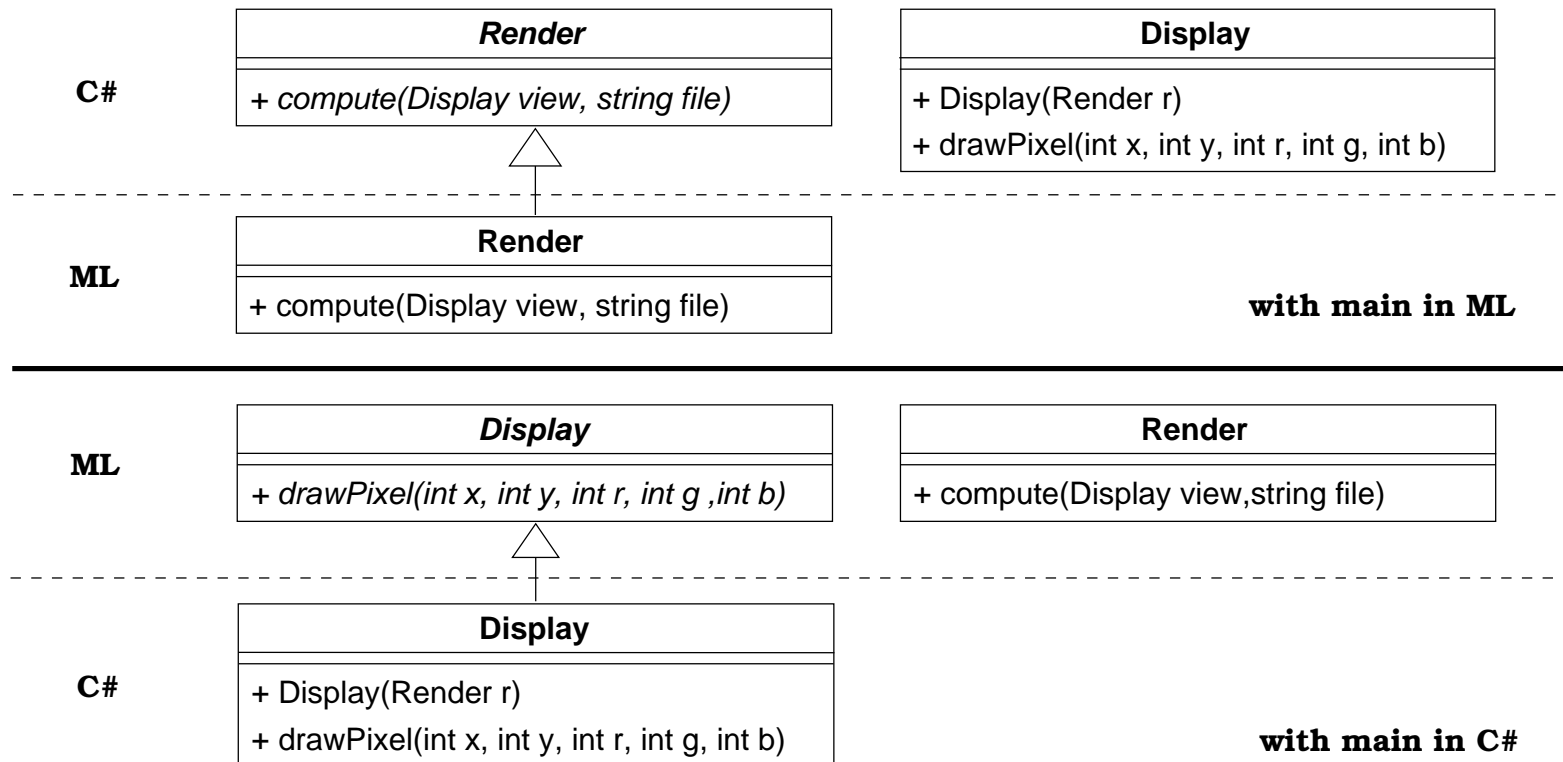 Render
Display
C#
+ compute(Display view, string file)
+ Display(Render r)
+ drawPixel(int x, int y, int r, int g, int b)
Render
ML
+ compute(Display view, string file)
with main in ML
Display
Render
ML
+ drawPixel(int x, int y, int r, int g ,int b)
+ compute(Display view,string file)
Display
C#
+ Display(Render r)
+ drawPixel(int x, int y, int r, int g, int b)
with main in C#